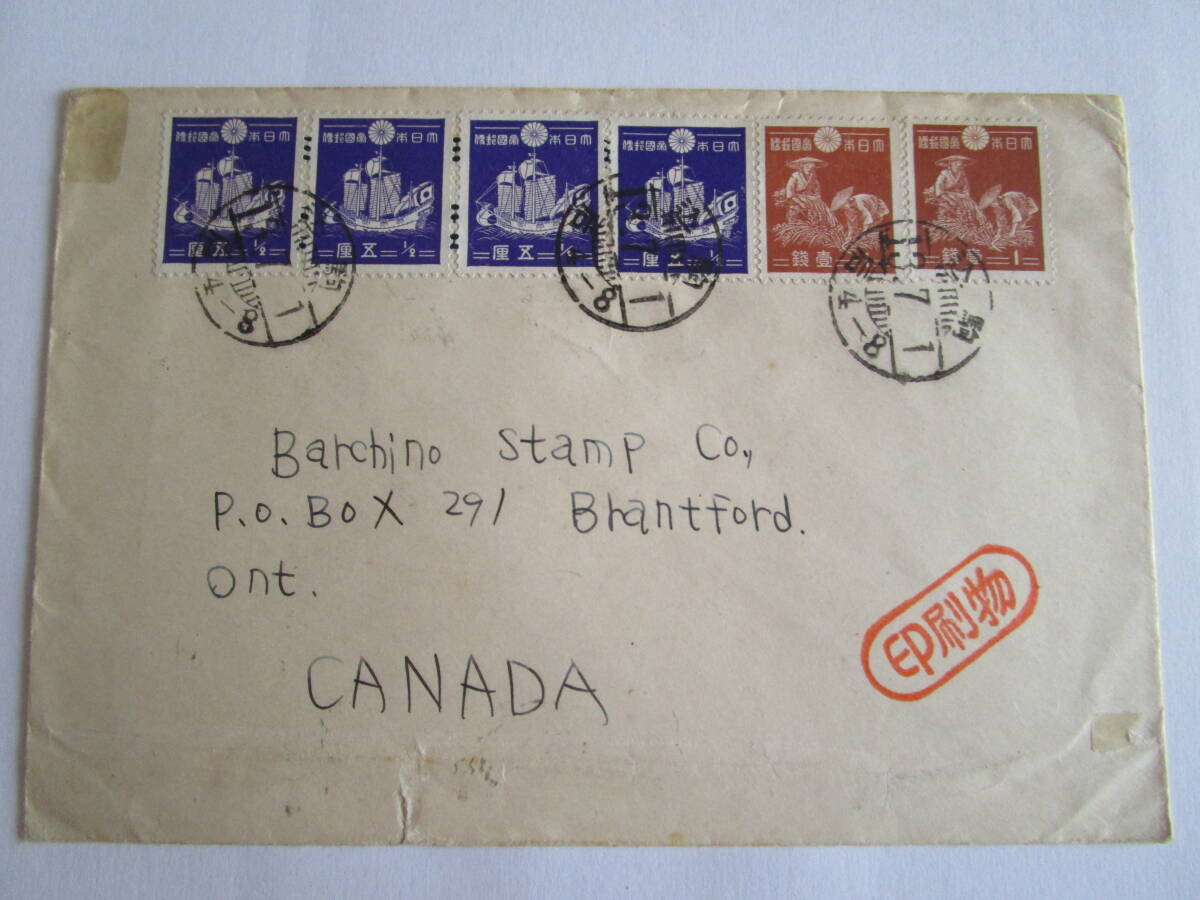 大日本帝國郵便
½ 五厘
大日本帝國郵便
½ 五厘
大日本帝國郵便
½ 五厘
大日本帝國郵便
½ 五厘
大日本帝國郵便
壹錢
大日本帝國郵便
1 壹錢
Barchino Stamp Co.,
P.O. BOX 291 Brantford.
Ont.
CANADA
印刷物